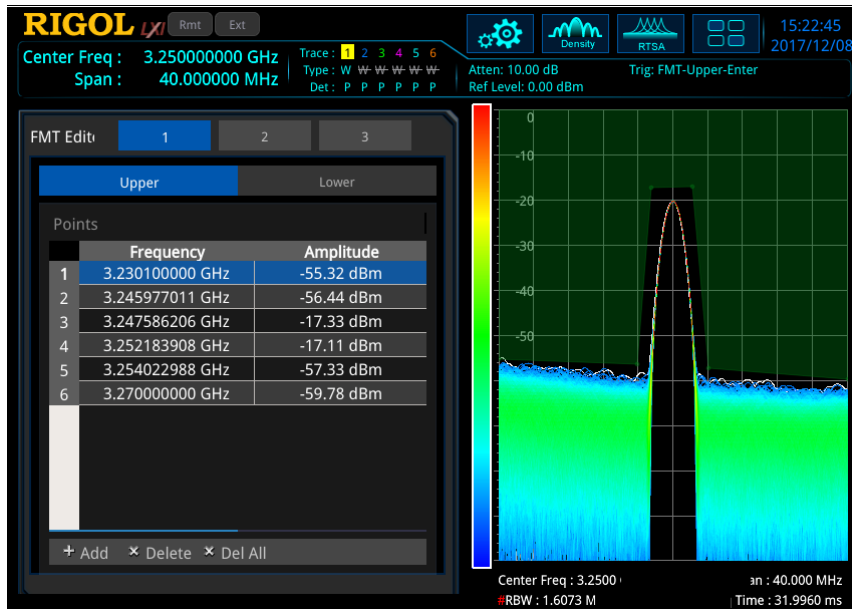 RIGOL LXI Rmt Ext
Density RTSA 15:22:45
2017/12/08
Center Freq : 3.250000000 GHz
Span : 40.000000 MHz
Trace : 1 2 3 4 5 6
Type : W W W W W W
Det : P P P P P P
Atten: 10.00 dB Trig: FMT-Upper-Enter
Ref Level: 0.00 dBm
FMT Edito 1 2 3
Upper Lower
Points
Frequency Amplitude
1 3.230100000 GHz -55.32 dBm
2 3.245977011 GHz -56.44 dBm
3 3.247586206 GHz -17.33 dBm
4 3.252183908 GHz -17.11 dBm
5 3.254022988 GHz -57.33 dBm
6 3.270000000 GHz -59.78 dBm
+ Add × Delete × Del All
0
-10
-20
-30
-40
-50
Center Freq : 3.2500 an : 40.000 MHz
#RBW : 1.6073 M Time : 31.9960 ms